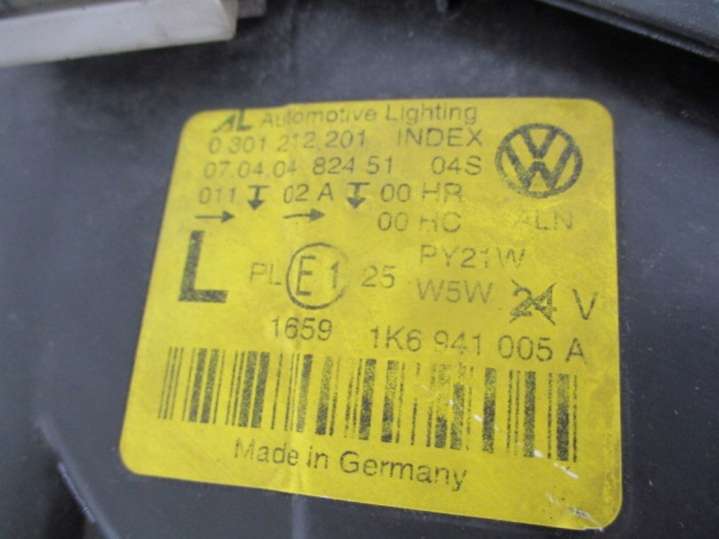 AL Automotive Lighting
0 301 212 201 INDEX
07.04.04 824 51 04S
011 02 A 00 HR
00 HC ALN
L PL E1 25 PY21W
W5W 24 V
1659 1K6 941 005 A
Made in Germany